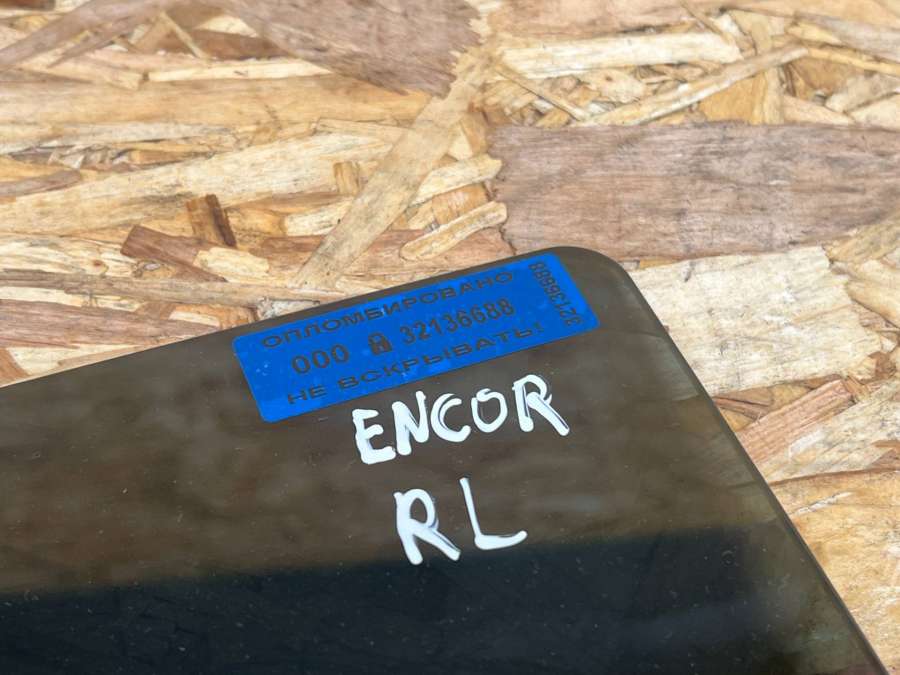 ОПЛОМБИРОВАНО
000 32136688
НЕ ВСКРЫВАТЬ!
32136688
ENCOR
RL